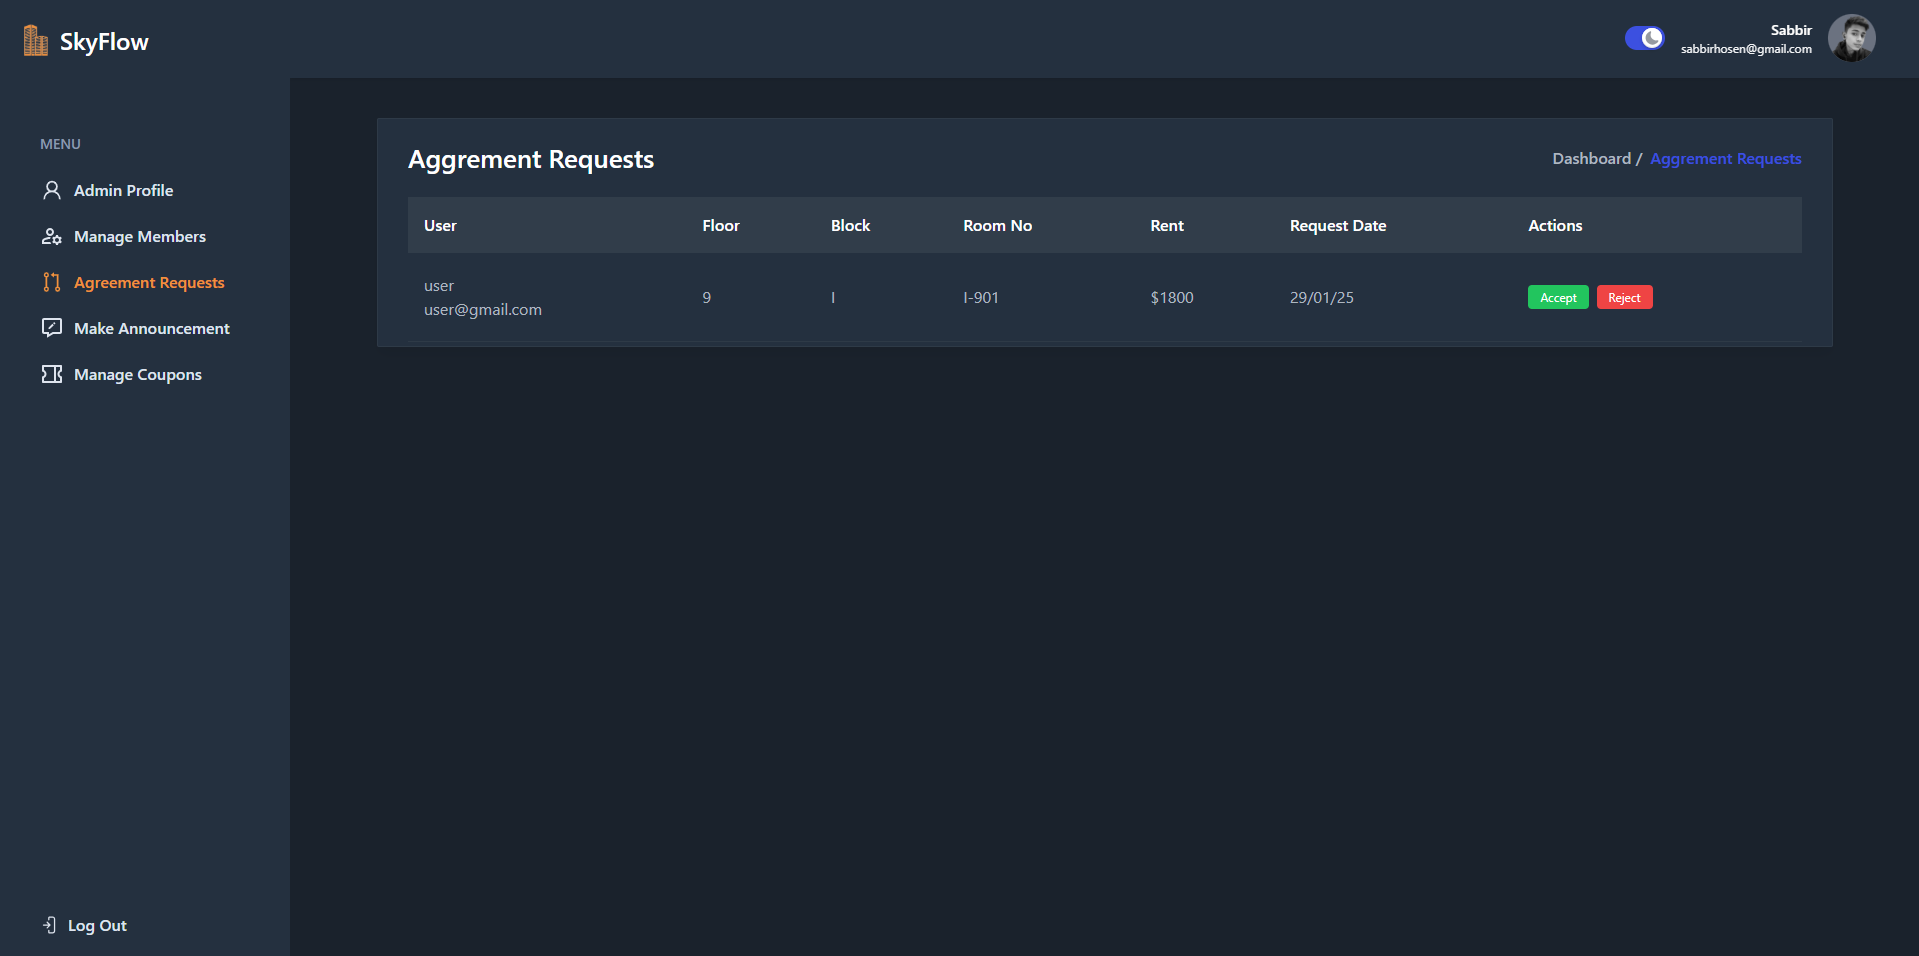 SkyFlow
Sabbir
sabbirhosen@gmail.com
MENU
Admin Profile
Manage Members
Agreement Requests
Make Announcement
Manage Coupons
Log Out
Aggrement Requests
Dashboard / Aggrement Requests
User Floor Block Room No Rent Request Date Actions
user
user@gmail.com
9 I I-901 $1800 29/01/25 Accept Reject